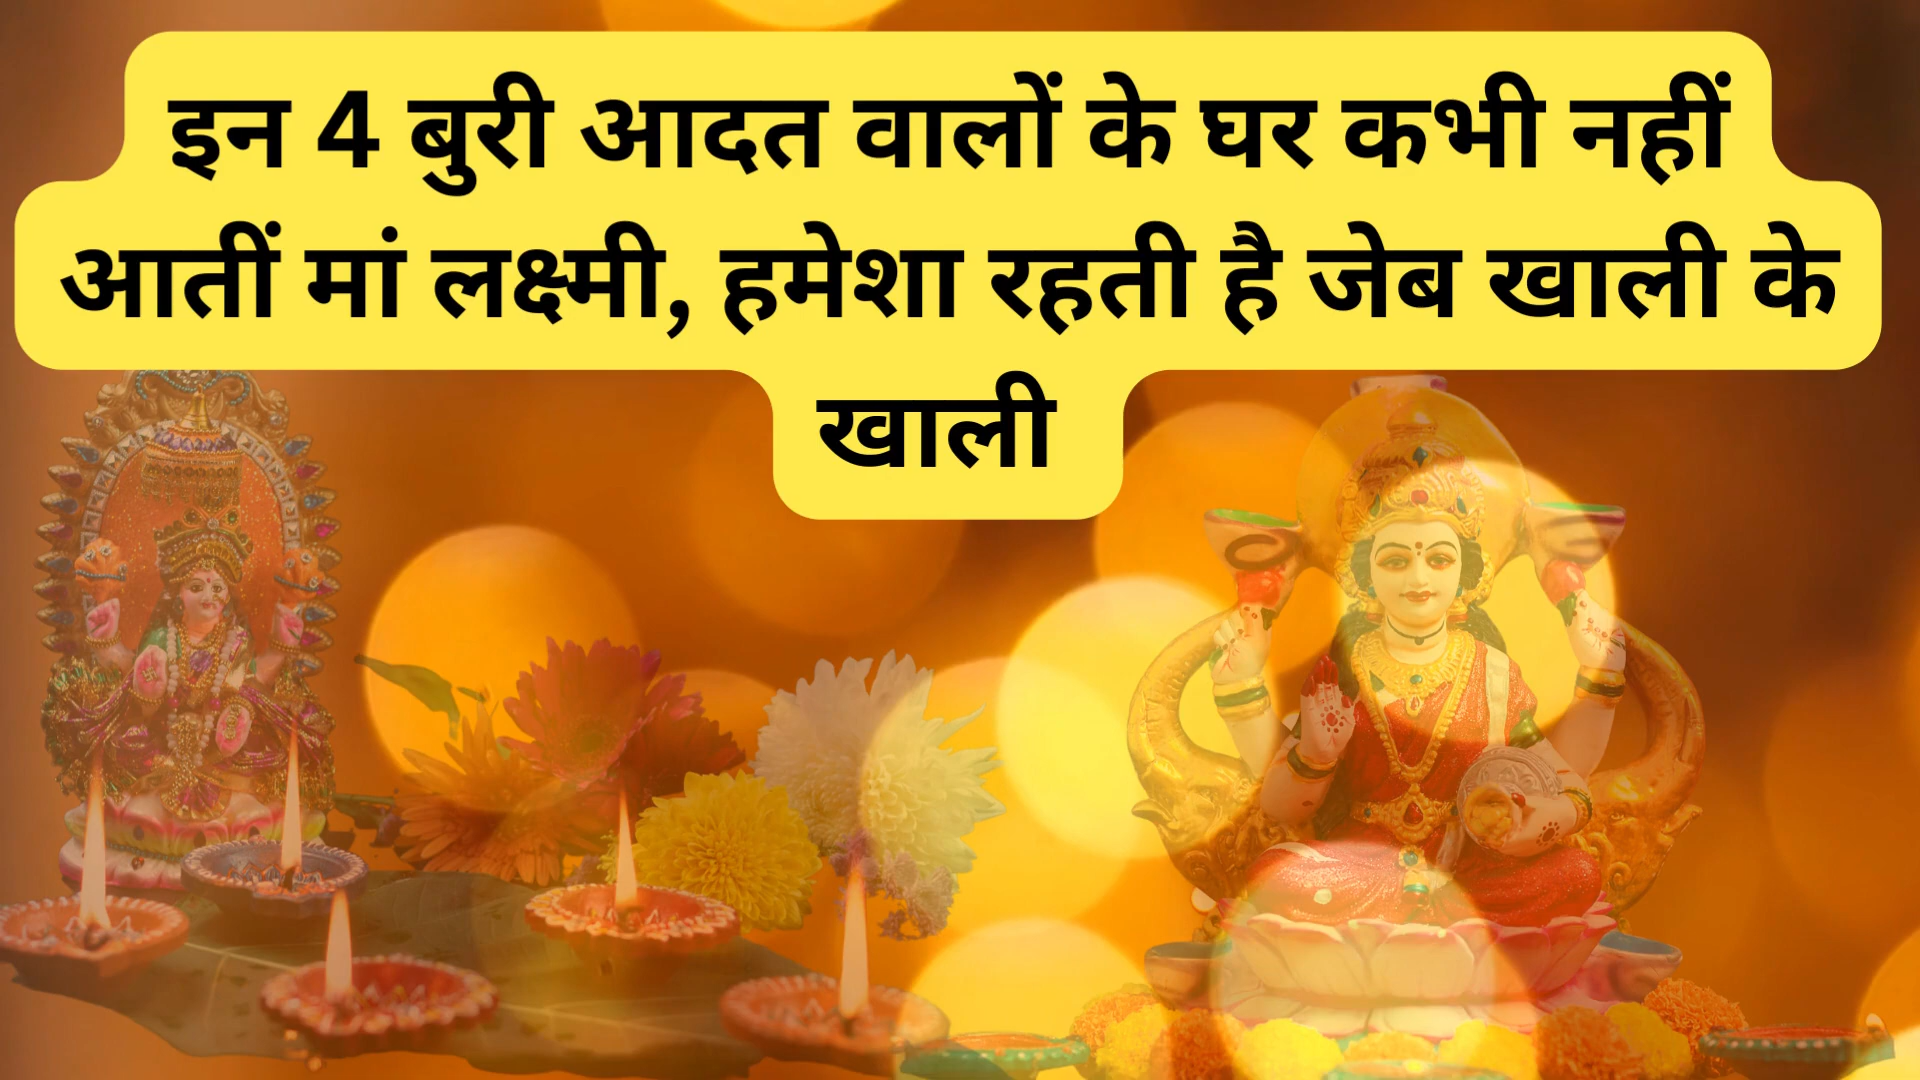 इन 4 बुरी आदत वालों के घर कभी नहीं
आतीं मां लक्ष्मी, हमेशा रहती है जेब खाली के
खाली